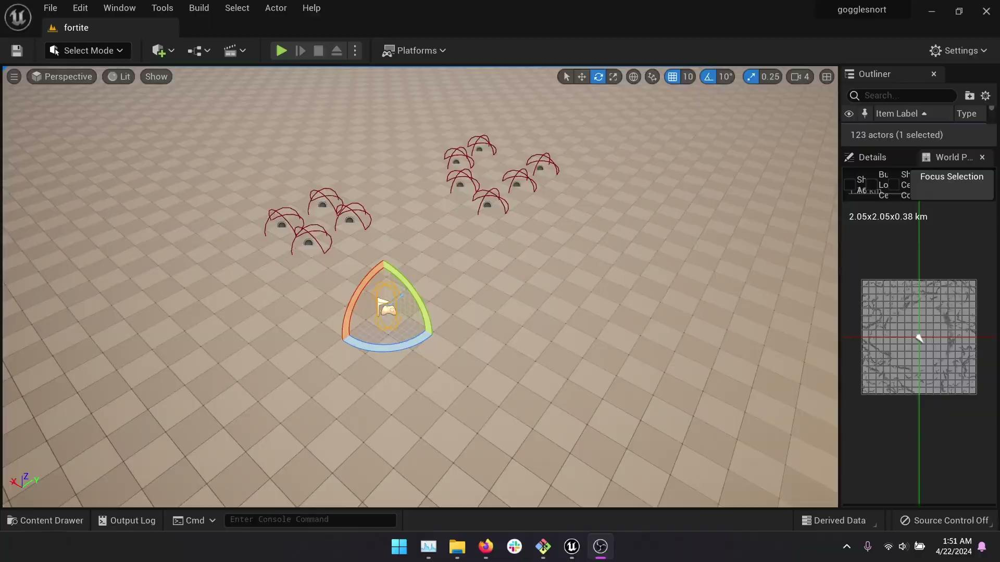 File Edit Window Tools Build Select Actor Help
gogglesnort
fortite
Select Mode
Platforms
Settings
Perspective Lit Show
10 10° 0.25 4
Outliner
Search...
Item Label Type
123 actors (1 selected)
Details World P...
Focus Selection
Sh Bu Sh
Lo Ce
Ce Co
2.05x2.05x0.38 km
X Z Y
Content Drawer Output Log Cmd Enter Console Command
Derived Data Source Control Off
1:51 AM
4/22/2024